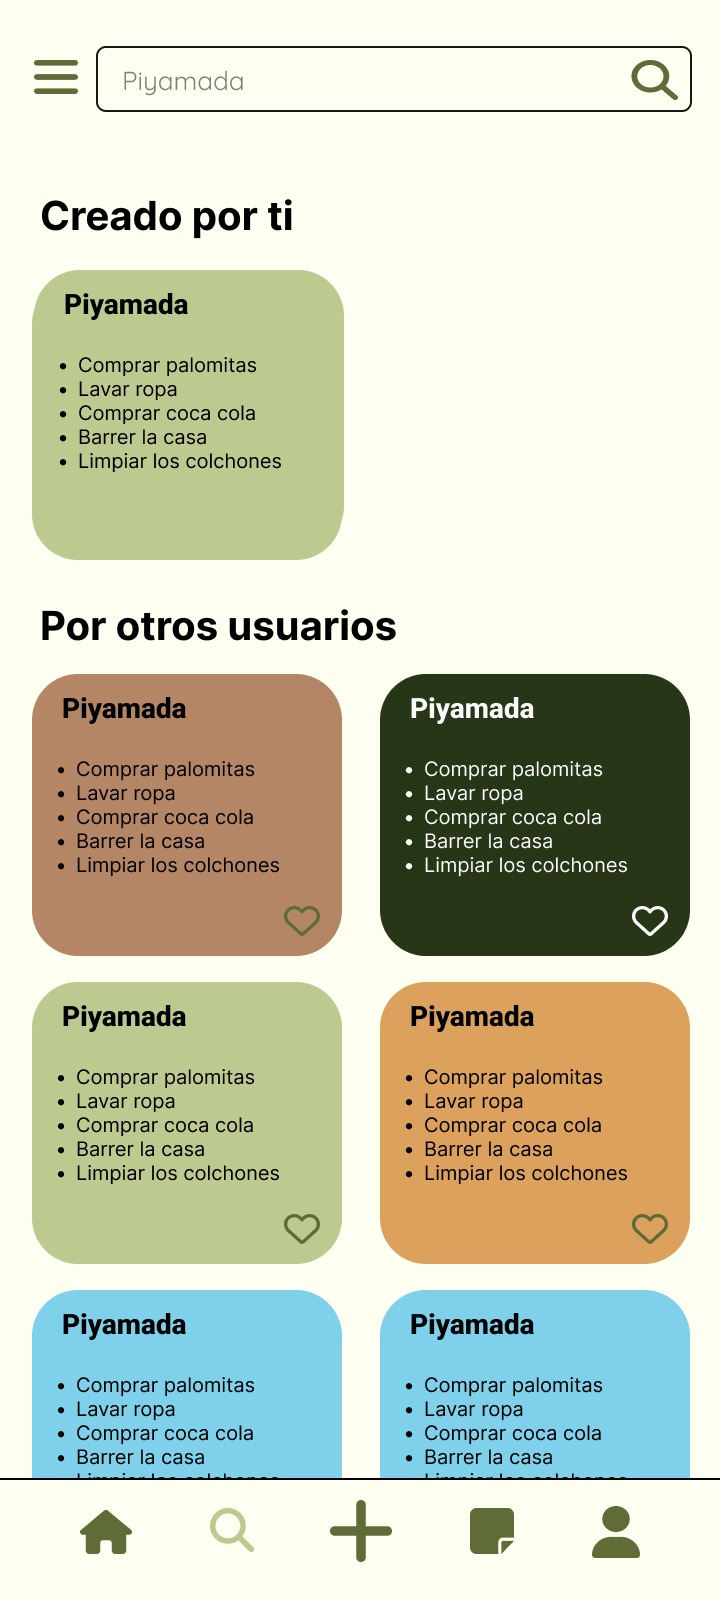 Piyamada
Creado por ti
Piyamada
• Comprar palomitas
• Lavar ropa
• Comprar coca cola
• Barrer la casa
• Limpiar los colchones
Por otros usuarios
Piyamada
• Comprar palomitas
• Lavar ropa
• Comprar coca cola
• Barrer la casa
• Limpiar los colchones
Piyamada
• Comprar palomitas
• Lavar ropa
• Comprar coca cola
• Barrer la casa
• Limpiar los colchones
Piyamada
• Comprar palomitas
• Lavar ropa
• Comprar coca cola
• Barrer la casa
• Limpiar los colchones
Piyamada
• Comprar palomitas
• Lavar ropa
• Comprar coca cola
• Barrer la casa
• Limpiar los colchones
Piyamada
• Comprar palomitas
• Lavar ropa
• Comprar coca cola
• Barrer la casa
Piyamada
• Comprar palomitas
• Lavar ropa
• Comprar coca cola
• Barrer la casa